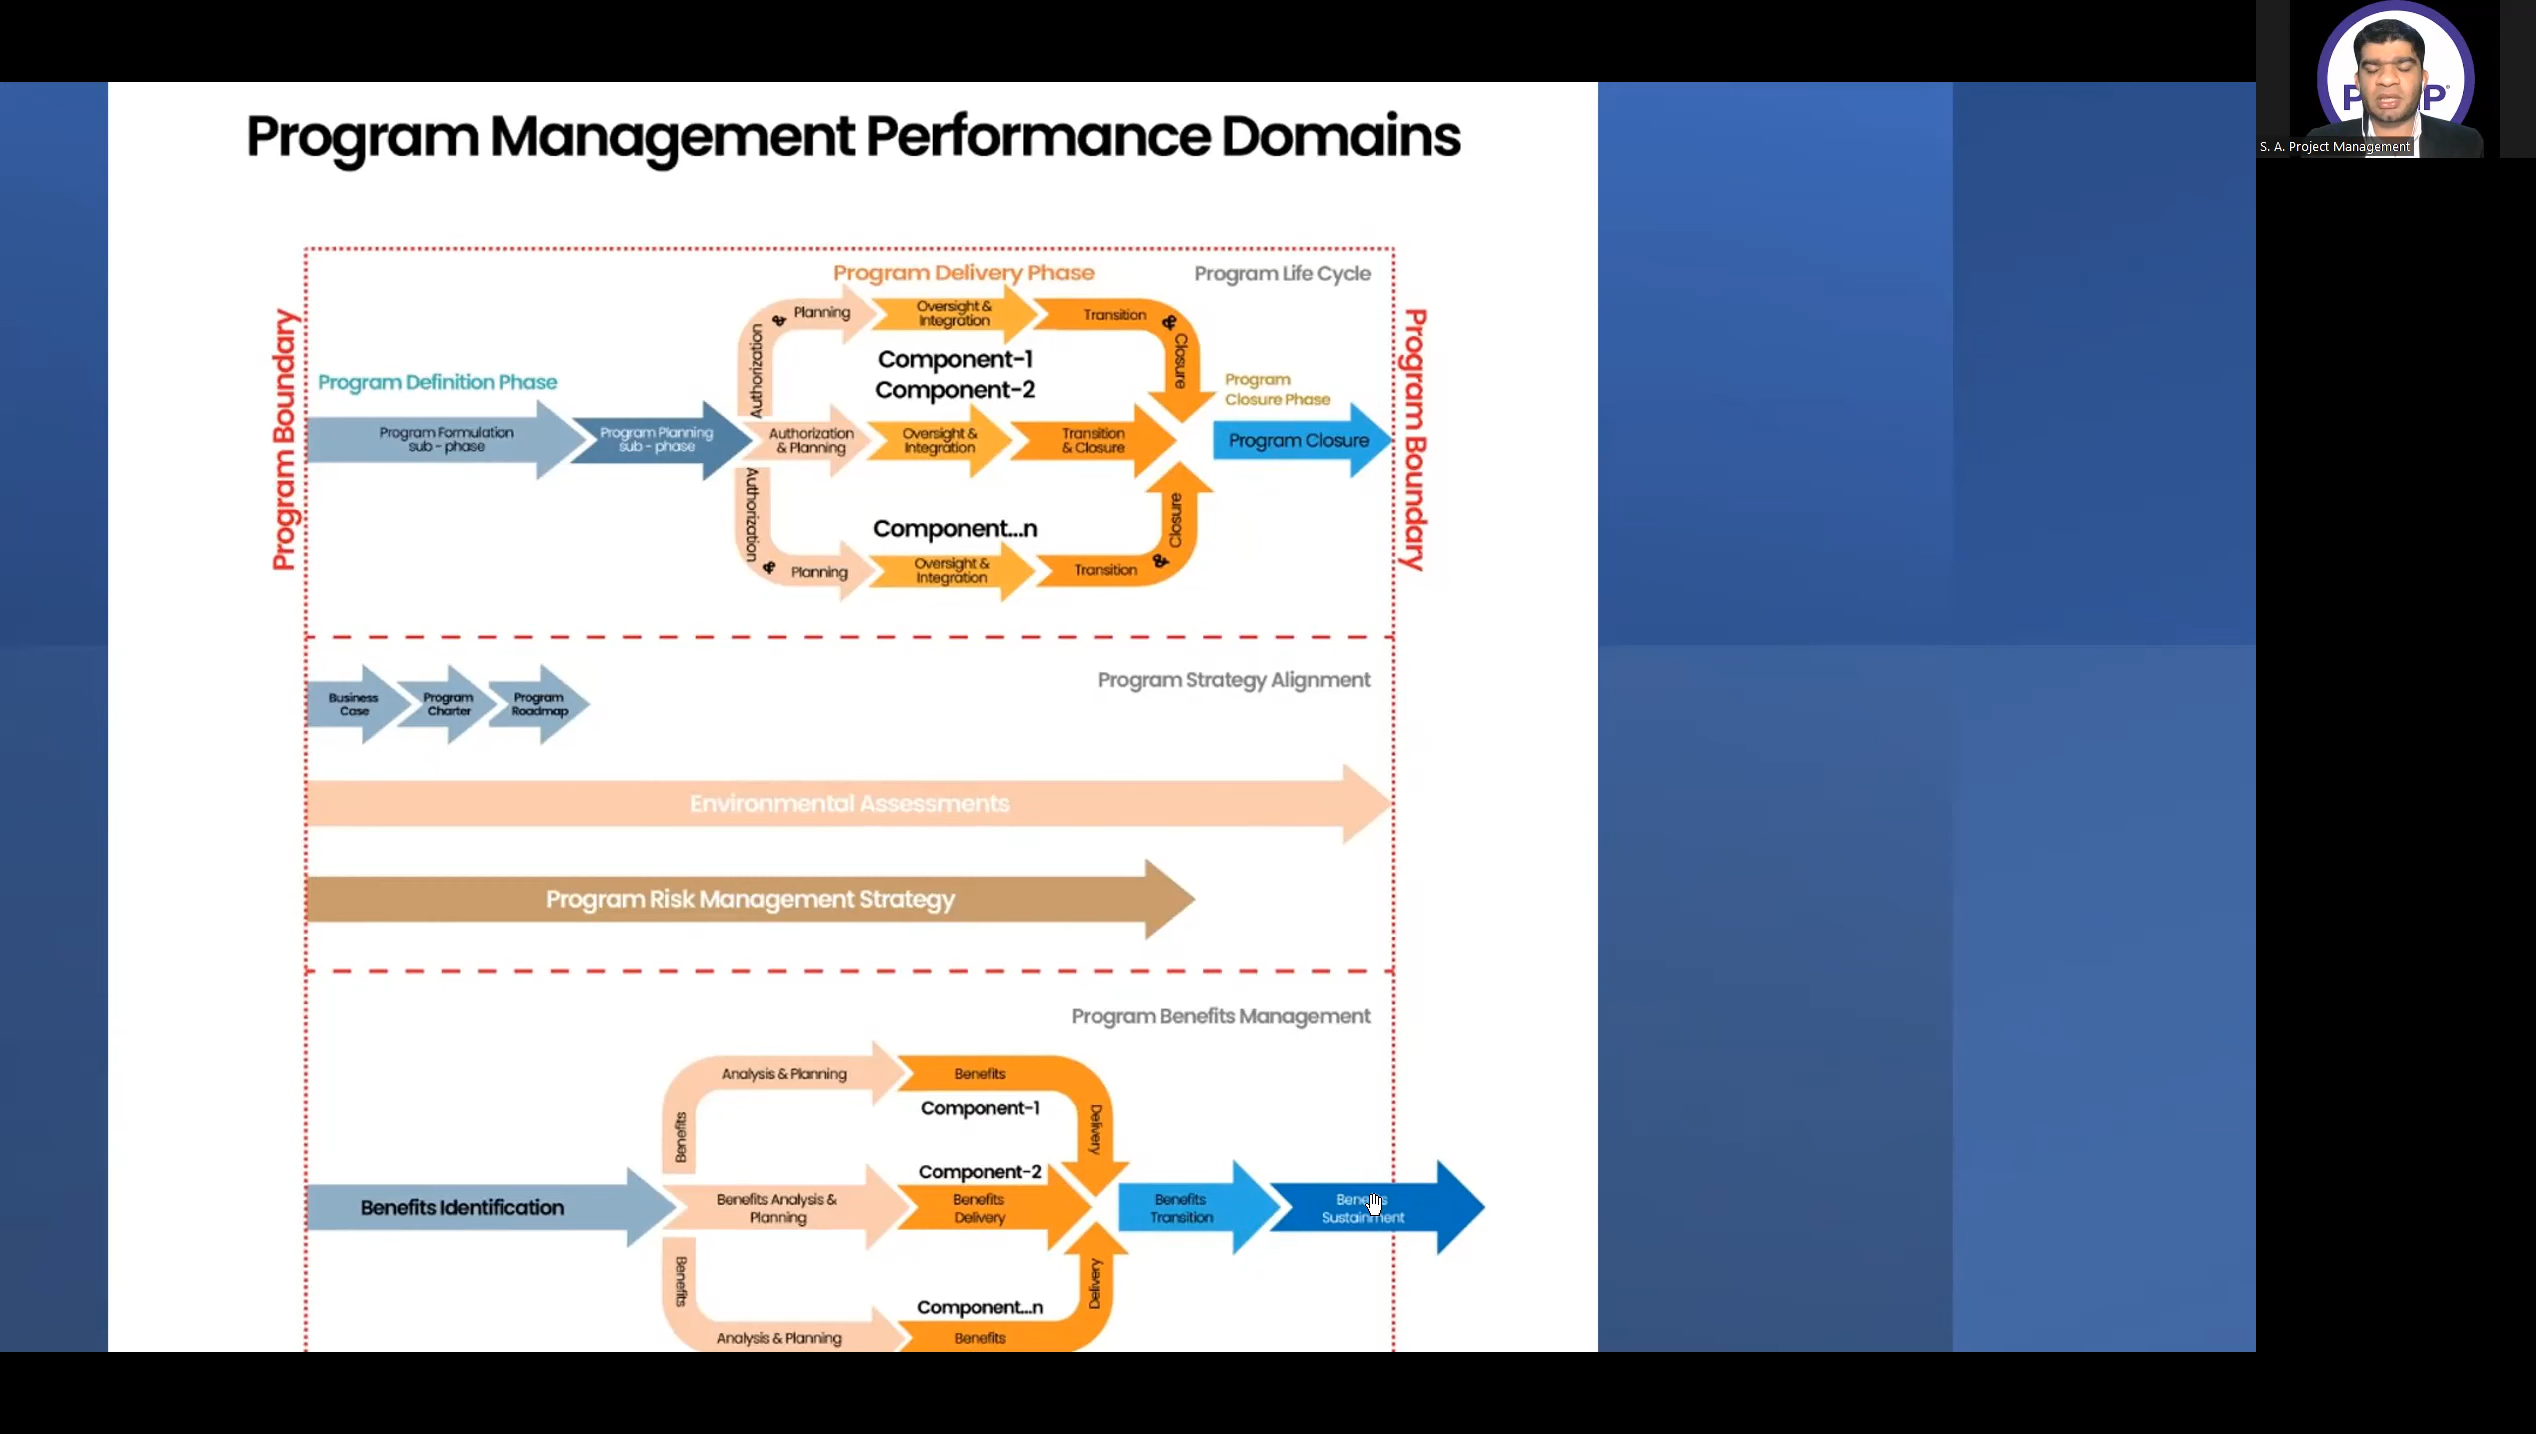 Program Management Performance Domains
S. A. Project Management
Program Boundary
Program Delivery Phase
Program Life Cycle
Program Boundary
Authorization & Planning
Oversight &
Integration
Transition & Closure
Component-1
Component-2
Program Definition Phase
Program
Closure Phase
Program Formulation
sub - phase
Program Planning
sub - phase
Authorization
& Planning
Oversight &
Integration
Transition
& Closure
Program Closure
Component...n
Authorization & Planning
Oversight &
Integration
Transition & Closure
Program Strategy Alignment
Business
Case
Program
Charter
Program
Roadmap
Environmental Assessments
Program Risk Management Strategy
Program Benefits Management
Benefits Analysis & Planning
Benefits Delivery
Component-1
Component-2
Benefits Identification
Benefits Analysis &
Planning
Benefits
Delivery
Benefits
Transition
Benefits
Sustainment
Component...n
Benefits Analysis & Planning
Benefits Delivery